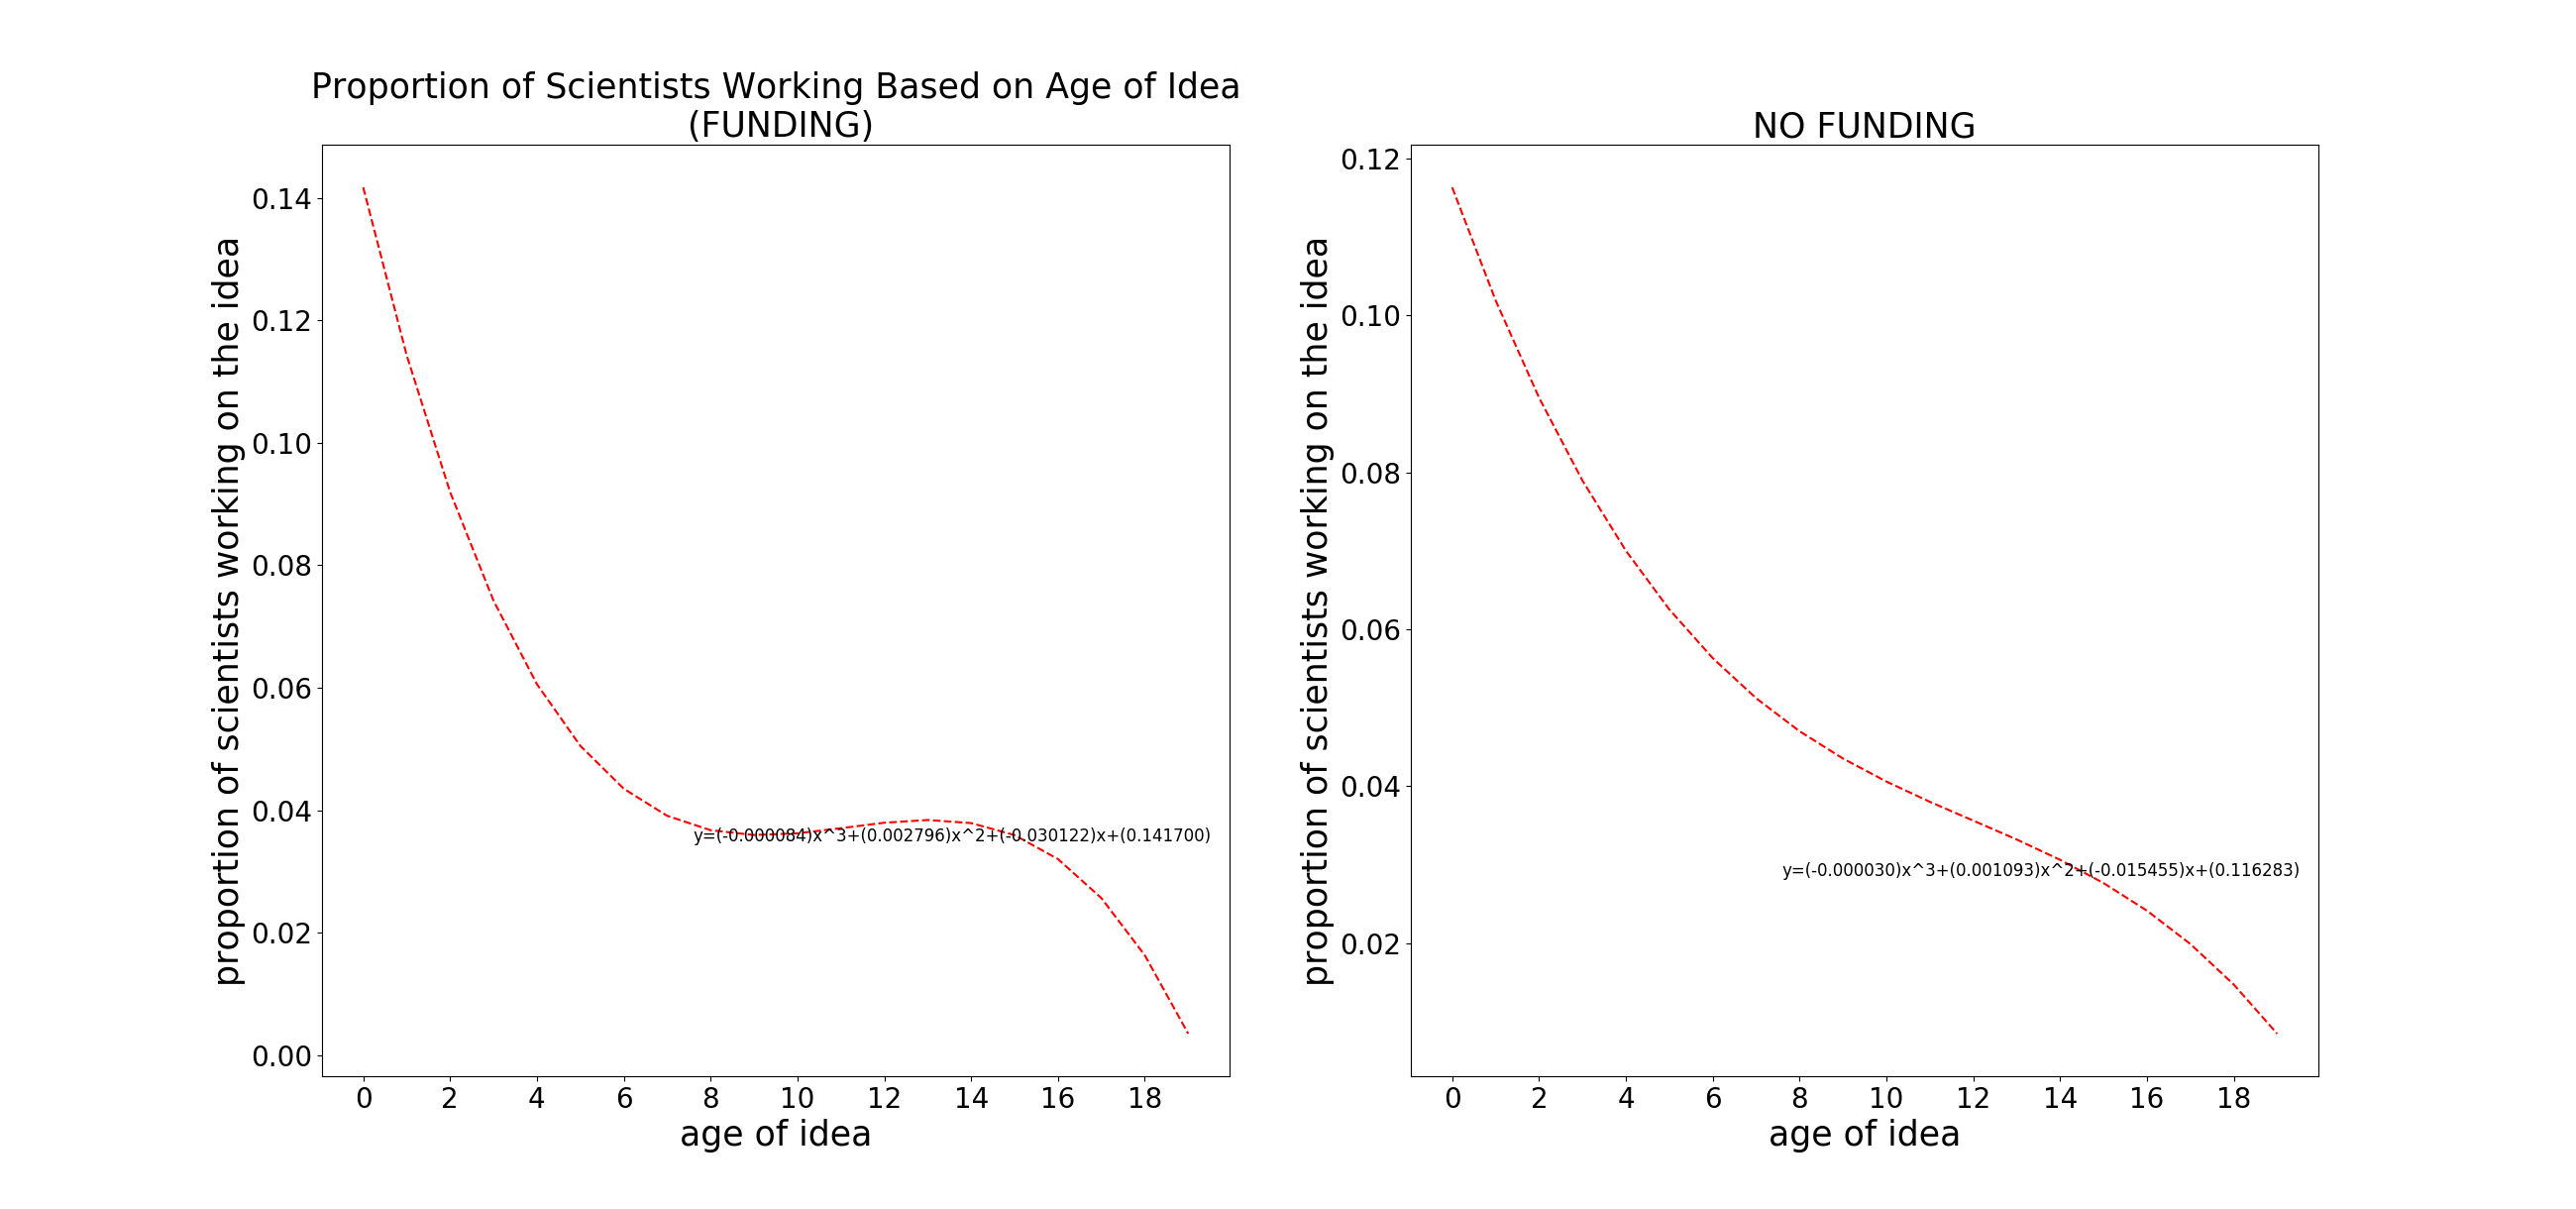 Proportion of Scientists Working Based on Age of Idea
(FUNDING)
proportion of scientists working on the idea
0.14
0.12
0.10
0.08
0.06
0.04
0.02
0.00
y=(-0.000084)x^3+(0.002796)x^2+(-0.030122)x+(0.141700)
0 2 4 6 8 10 12 14 16 18
age of idea
NO FUNDING
proportion of scientists working on the idea
0.12
0.10
0.08
0.06
0.04
0.02
y=(-0.000030)x^3+(0.001093)x^2+(-0.015455)x+(0.116283)
0 2 4 6 8 10 12 14 16 18
age of idea